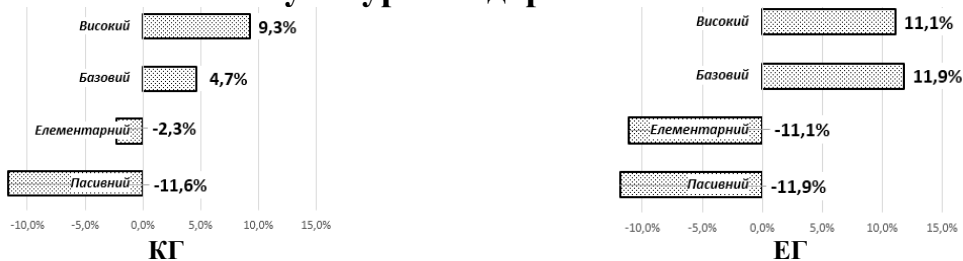 Високий 9,3%
Базовий 4,7%
Елементарний -2,3%
Пасивний -11,6%
-10,0% -5,0% 0,0% 5,0% 10,0% 15,0%
КГ
Високий 11,1%
Базовий 11,9%
Елементарний -11,1%
Пасивний -11,9%
-10,0% -5,0% 0,0% 5,0% 10,0% 15,0%
ЕГ